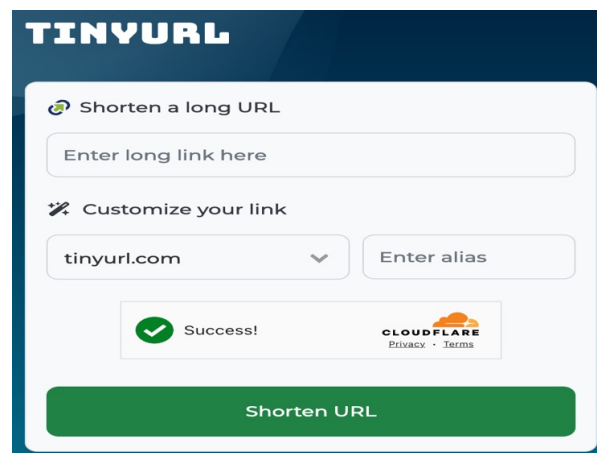 TINYURL
Shorten a long URL
Enter long link here
Customize your link
tinyurl.com
Enter alias
Success!
CLOUDFLARE
Privacy · Terms
Shorten URL